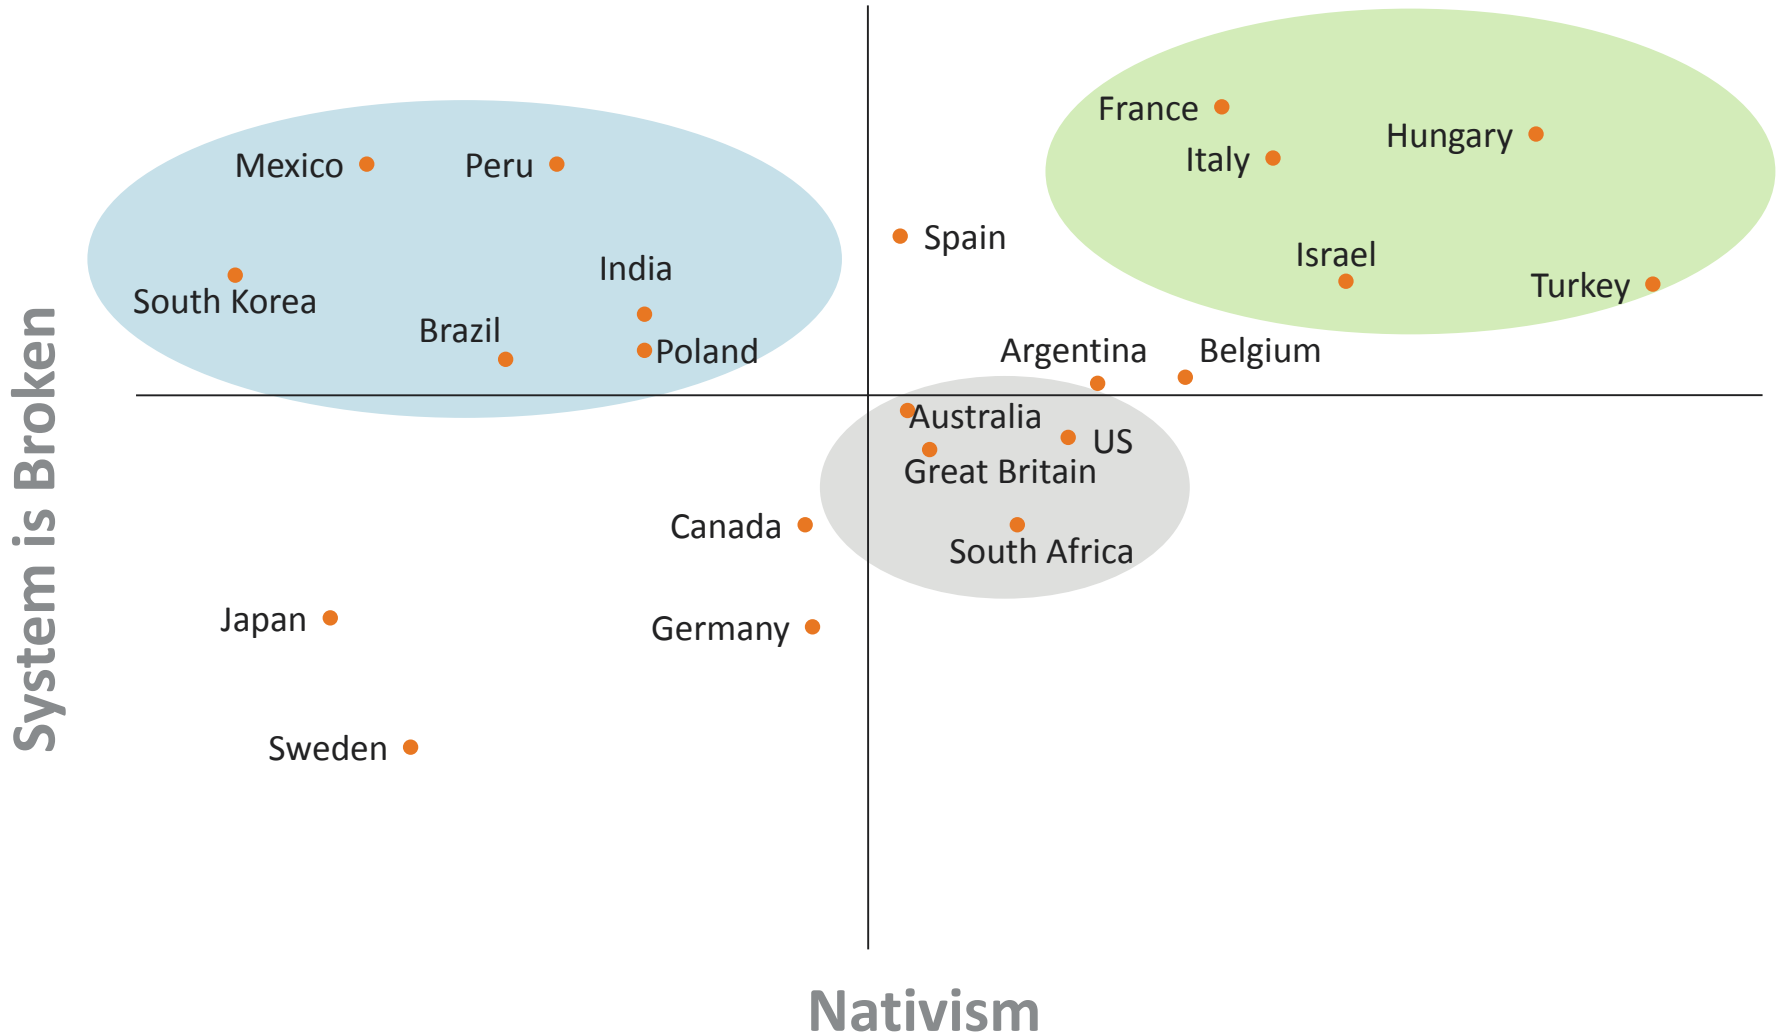 France
Hungary
Italy
Mexico
Peru
Spain
Israel
India
Turkey
South Korea
Brazil
Poland
Argentina
Belgium
Australia
US
Great Britain
Canada
South Africa
Japan
Germany
Sweden
System is Broken
Nativism